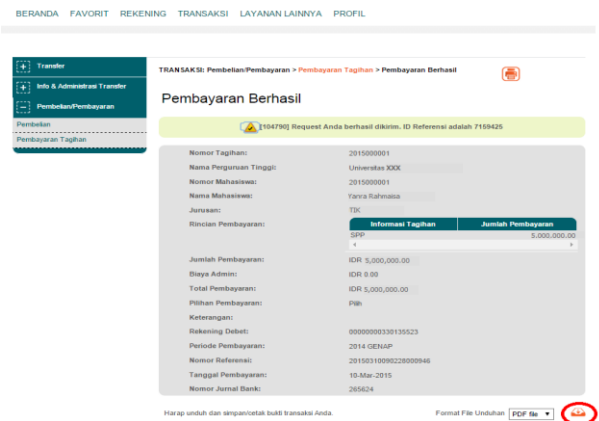 BERANDA FAVORIT REKENING TRANSAKSI LAYANAN LAINNYA PROFIL
[+] Transfer
[+] Info & Administrasi Transfer
[—] Pembelian/Pembayaran
Pembelian
Pembayaran Tagihan
TRANSAKSI: Pembelian/Pembayaran > Pembayaran Tagihan > Pembayaran Berhasil
Pembayaran Berhasil
[104790] Request Anda berhasil dikirim. ID Referensi adalah 7159425
Nomor Tagihan: 2015000001
Nama Perguruan Tinggi: Universitas XXX
Nomor Mahasiswa: 2015000001
Nama Mahasiswa: Yanira Rahmasa
Jurusan: TIK
Rincian Pembayaran: Informasi Tagihan Jumlah Pembayaran
SPP 5.000.000.00
Jumlah Pembayaran: IDR 5,000,000.00
Biaya Admin: IDR 0.00
Total Pembayaran: IDR 5,000,000.00
Pilihan Pembayaran: Pilih
Keterangan:
Rekening Debet: 00000000330135523
Periode Pembayaran: 2014 GENAP
Nomor Referensi: 20150310090228000946
Tanggal Pembayaran: 10-Mar-2015
Nomor Jurnal Bank: 265624
Harap unduh dan simpan/cetak bukti transaksi Anda. Format File Unduhan PDF file